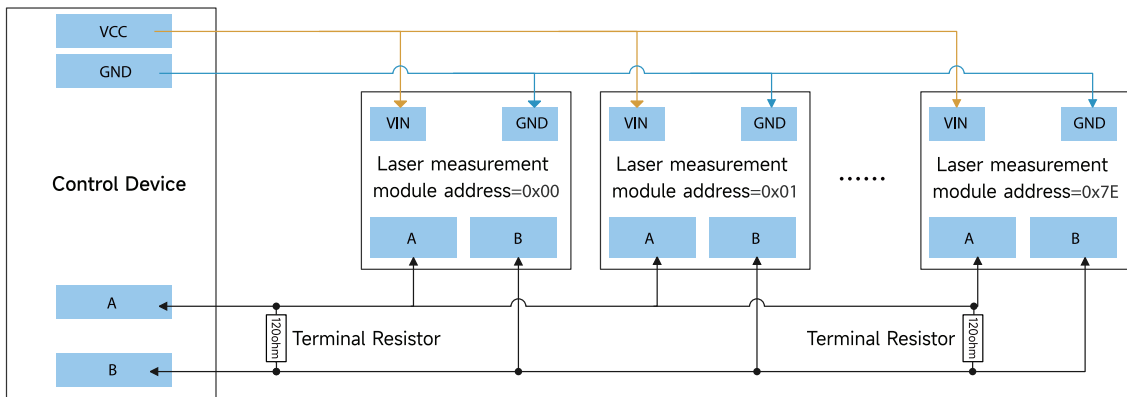 VCC
GND
Control Device
A
B
VIN
GND
Laser measurement
module address=0x00
A
B
VIN
GND
Laser measurement
module address=0x01
A
B
......
VIN
GND
Laser measurement
module address=0x7E
A
B
120ohm
Terminal Resistor
Terminal Resistor
120ohm